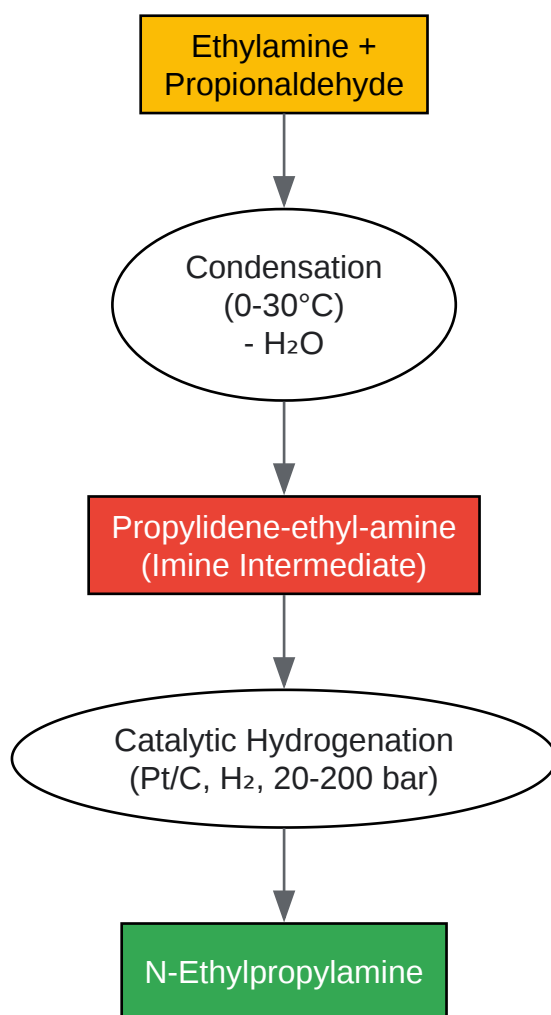 Ethylamine +
Propionaldehyde
Condensation
(0-30°C)
- H₂O
Propylidene-ethyl-amine
(Imine Intermediate)
Catalytic Hydrogenation
(Pt/C, H₂, 20-200 bar)
N-Ethylpropylamine